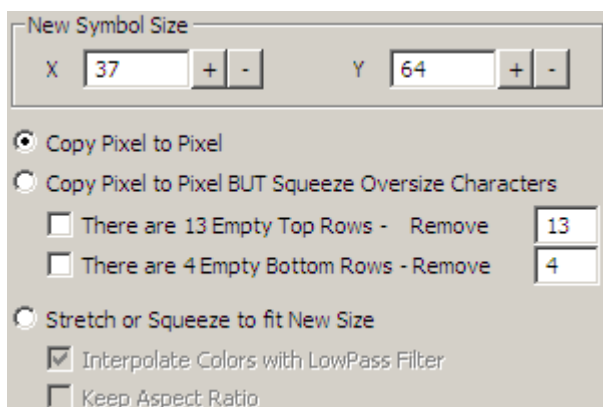 New Symbol Size
X 37 + - Y 64 + -
Copy Pixel to Pixel
Copy Pixel to Pixel BUT Squeeze Oversize Characters
There are 13 Empty Top Rows - Remove 13
There are 4 Empty Bottom Rows - Remove 4
Stretch or Squeeze to fit New Size
Interpolate Colors with LowPass Filter
Keep Aspect Ratio